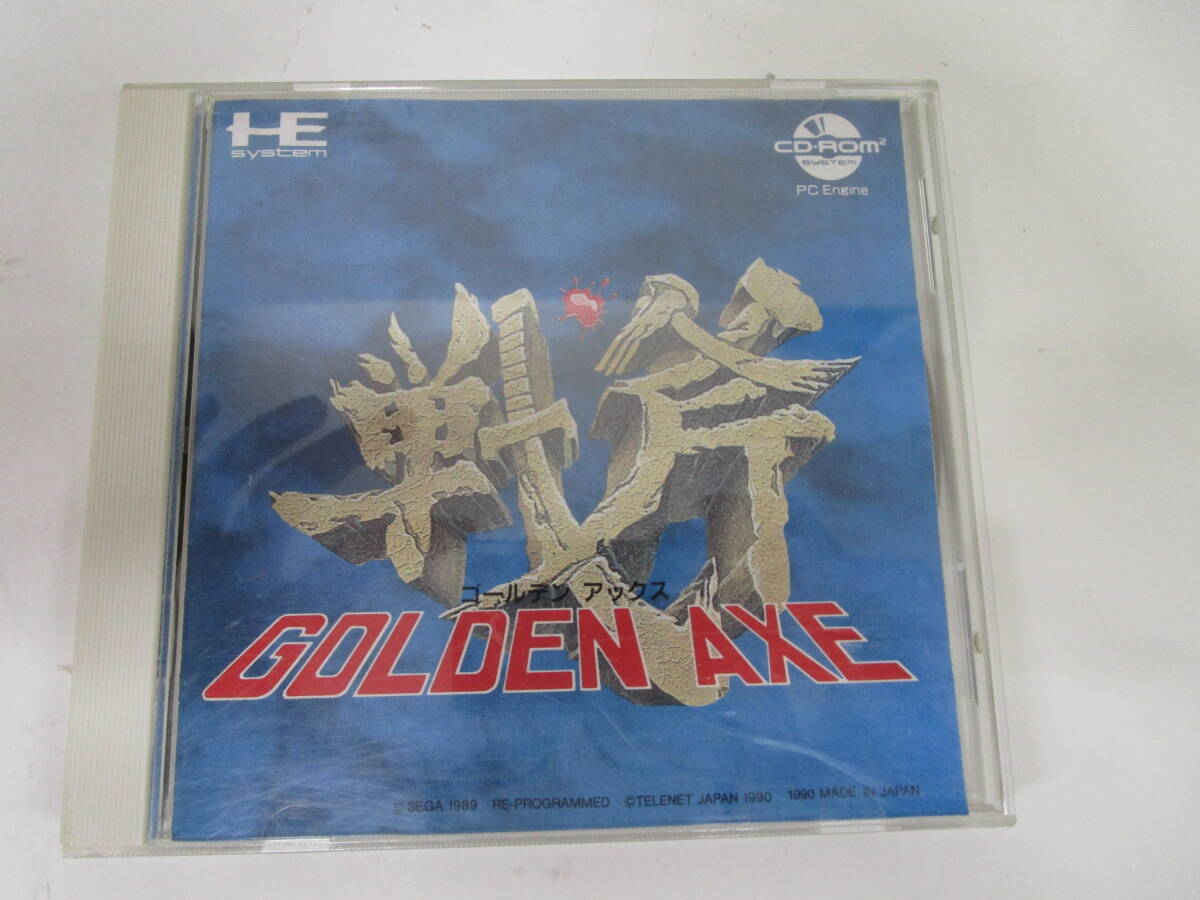 HE
system
CD-ROM²
SYSTEM
PC Engine
戦斧
ゴールデン アックス
GOLDEN AXE
© SEGA 1989 RE-PROGRAMMED ©TELENET JAPAN 1990 1990 MADE IN JAPAN